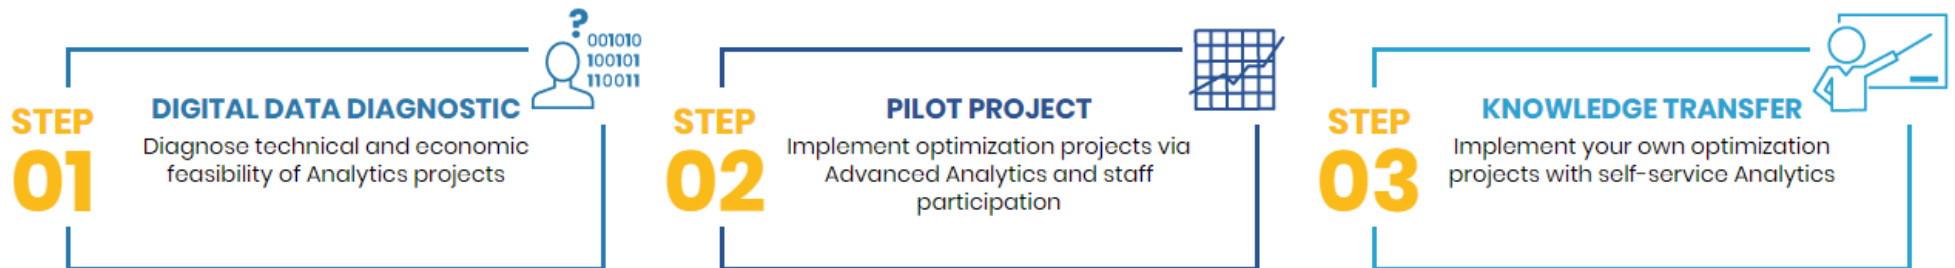 ?
001010
100101
110011
STEP
01
DIGITAL DATA DIAGNOSTIC
Diagnose technical and economic
feasibility of Analytics projects
STEP
02
PILOT PROJECT
Implement optimization projects via
Advanced Analytics and staff
participation
STEP
03
KNOWLEDGE TRANSFER
Implement your own optimization
projects with self-service Analytics